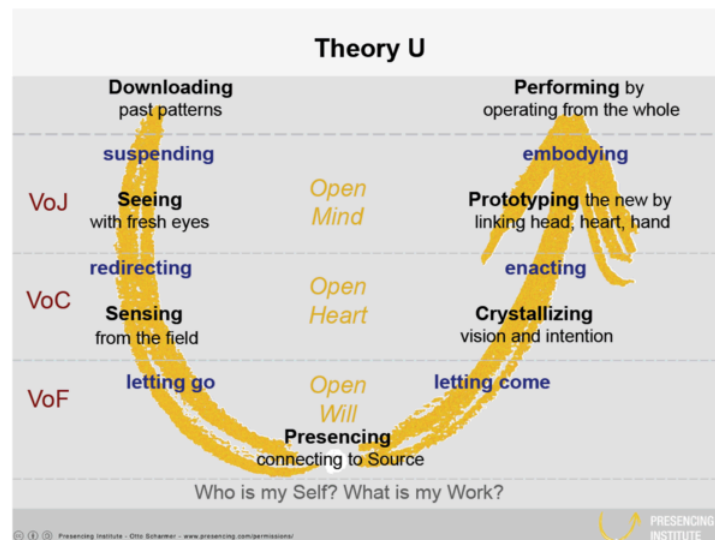 Theory U
Downloading
past patterns
Performing by
operating from the whole
suspending
embodying
VoJ
Seeing
with fresh eyes
Open
Mind
Prototyping the new by
linking head, heart, hand
redirecting
enacting
VoC
Sensing
from the field
Open
Heart
Crystallizing
vision and intention
letting go
letting come
VoF
Open
Will
Presencing
connecting to Source
Who is my Self? What is my Work?
Presencing Institute - Otto Scharmer - www.presencing.com/permissions/
PRESENCING
INSTITUTE